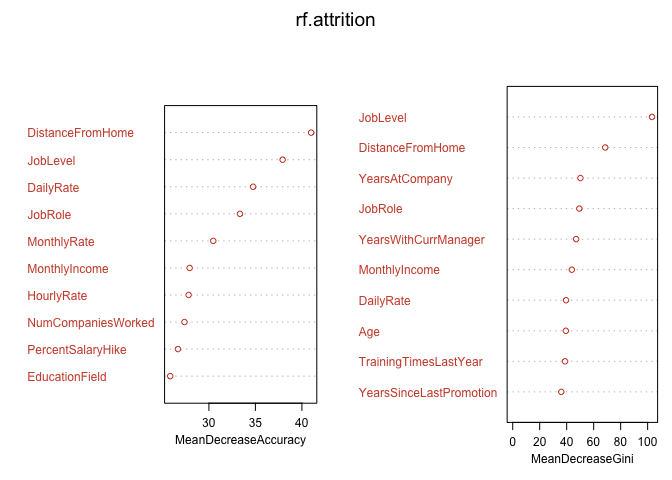 rf.attrition
DistanceFromHome
JobLevel
DailyRate
JobRole
MonthlyRate
MonthlyIncome
HourlyRate
NumCompaniesWorked
PercentSalaryHike
EducationField
30 35 40
MeanDecreaseAccuracy
JobLevel
DistanceFromHome
YearsAtCompany
JobRole
YearsWithCurrManager
MonthlyIncome
DailyRate
Age
TrainingTimesLastYear
YearsSinceLastPromotion
0 20 40 60 80 100
MeanDecreaseGini